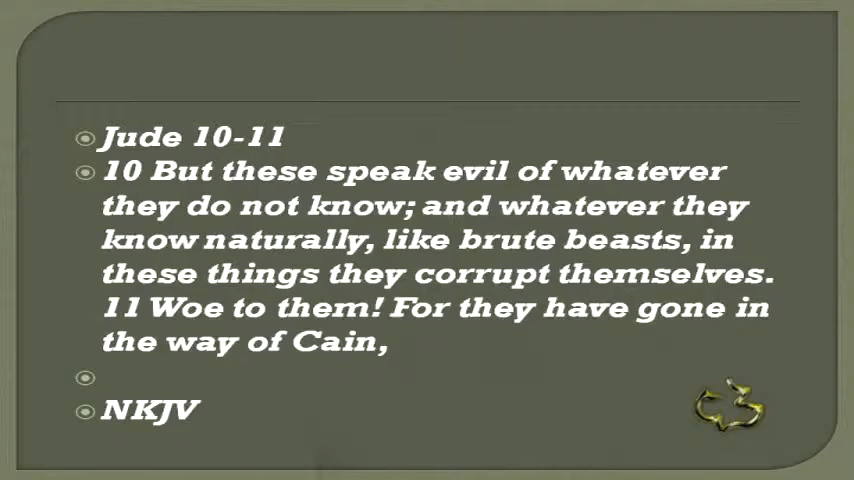 Jude 10-11
10 But these speak evil of whatever
they do not know; and whatever they
know naturally, like brute beasts, in
these things they corrupt themselves.
11 Woe to them! For they have gone in
the way of Cain,
NKJV
C3